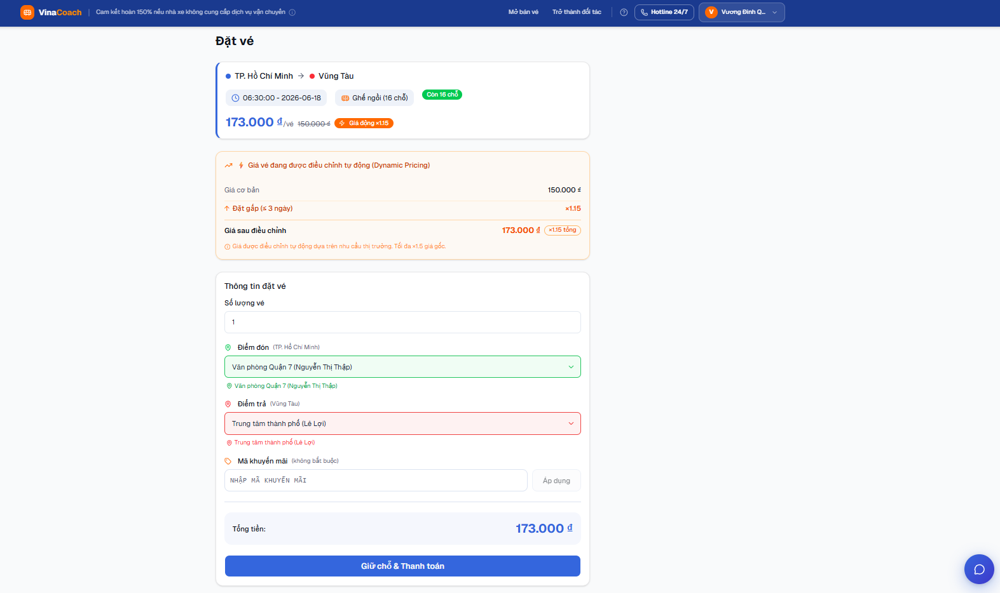 VinaCoach | Cam kết hoàn 150% nếu nhà xe không cung cấp dịch vụ vận chuyển
Mở bán vé Trở thành đối tác Hotline 24/7 V Vương Đình Q...
Đặt vé
TP. Hồ Chí Minh → Vũng Tàu
06:30:00 - 2026-06-18 Ghế ngồi (16 chỗ) Còn 16 chỗ
173.000 ₫/vé 150.000 ₫ Giá động ×1.15
Giá vé đang được điều chỉnh tự động (Dynamic Pricing)
Giá cơ bản 150.000 ₫
↑ Đặt gấp (≤ 3 ngày) ×1.15
Giá sau điều chỉnh 173.000 ₫ ×1.15 tổng
Giá được điều chỉnh tự động dựa trên nhu cầu thị trường. Tối đa ×1.5 giá gốc.
Thông tin đặt vé
Số lượng vé
1
Điểm đón (TP. Hồ Chí Minh)
Văn phòng Quận 7 (Nguyễn Thị Thập)
Văn phòng Quận 7 (Nguyễn Thị Thập)
Điểm trả (Vũng Tàu)
Trung tâm thành phố (Lê Lợi)
Trung tâm thành phố (Lê Lợi)
Mã khuyến mãi (không bắt buộc)
NHẬP MÃ KHUYẾN MÃI Áp dụng
Tổng tiền: 173.000 ₫
Giữ chỗ & Thanh toán